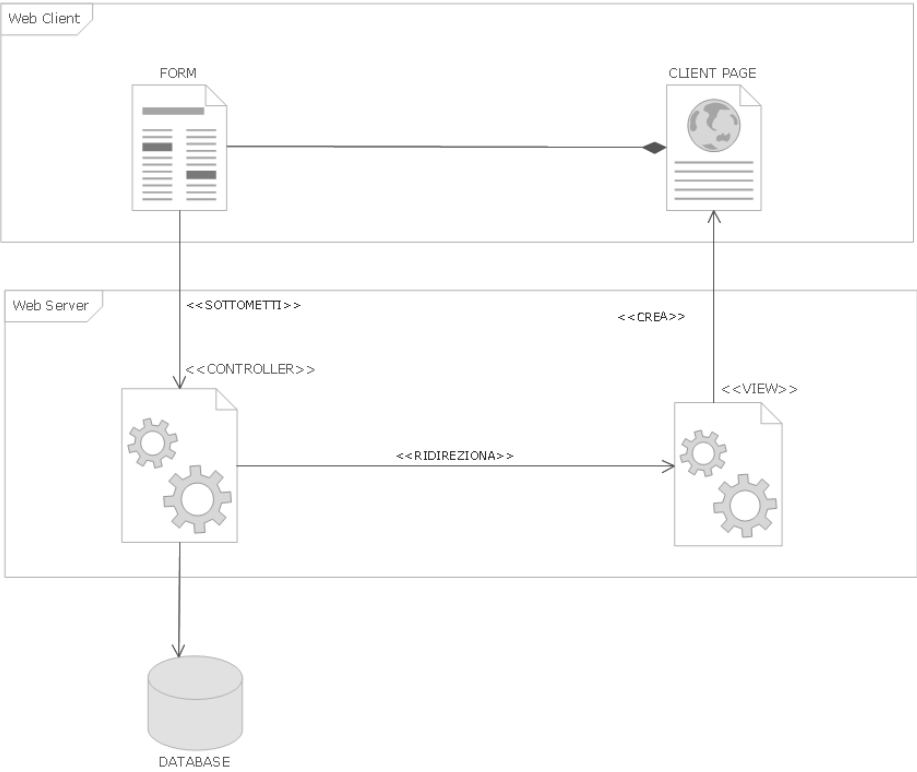 Web Client
FORM
CLIENT PAGE
Web Server
<<SOTTOMETTI>>
<<CREA>>
<<CONTROLLER>>
<<VIEW>>
<<RIDIREZIONA>>
DATABASE